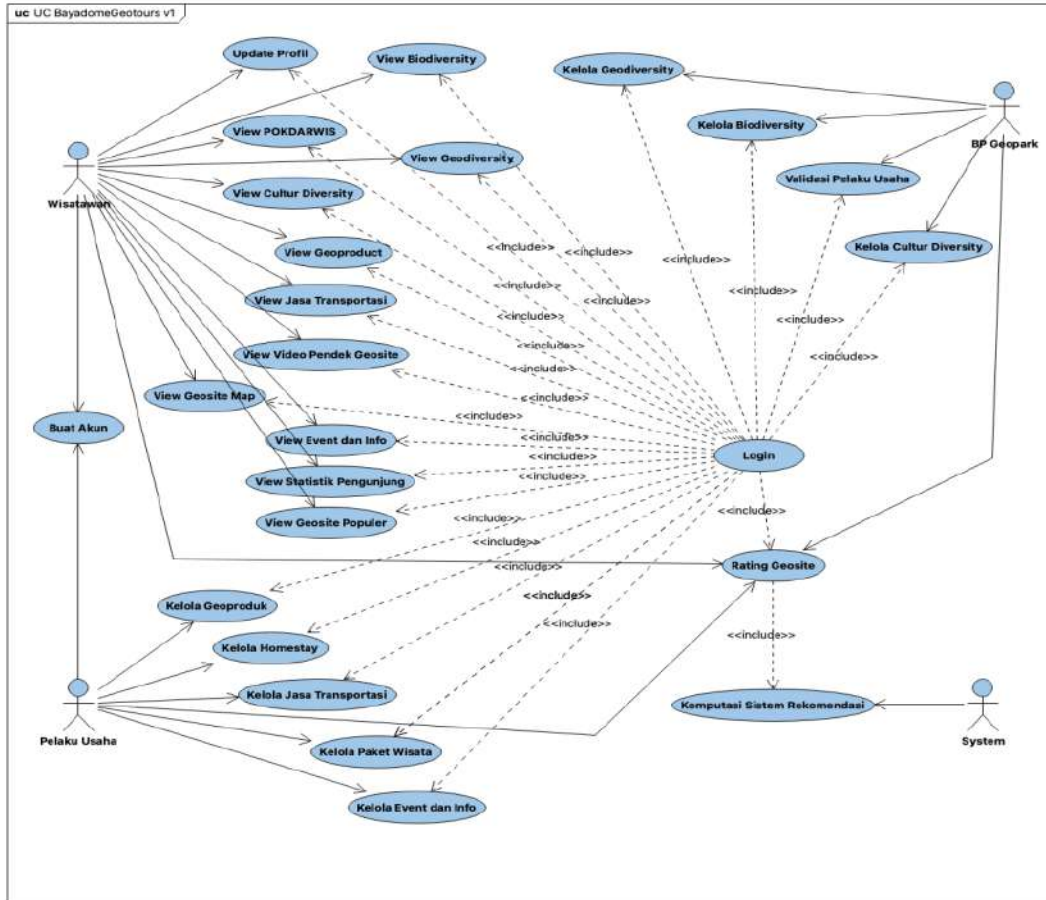 uc UC BayadomeGeotours v1
Update Profil
View Biodiversity
Kelola Geodiversity
Kelola Biodiversity
BP Geopark
View POKDARWIS
View Geodiversity
Wisatawan
View Cultur Diversity
Validasi Pelaku Usaha
Kelola Cultur Diversity
View Geoproduct
<<include>>
<<include>>
<<include>>
<<include>>
<<include>>
<<include>>
<<include>>
View Jasa Transportasi
<<include>>
<<include>>
<<include>>
View Video Pendek Geosite
<<include>>
<<include>>
View Geosite Map
<<include>>
Buat Akun
View Event dan Info
<<include>>
Login
<<include>>
View Statistik Pengunjung
<<include>>
<<include>>
View Geosite Populer
<<include>>
<<include>>
<<include>>
Rating Geosite
<<include>>
<<include>>
<<include>>
Kelola Geoproduk
Kelola Homestay
<<include>>
Kelola Jasa Transportasi
Komputasi Sistem Rekomendasi
Pelaku Usaha
System
Kelola Paket Wisata
Kelola Event dan Info